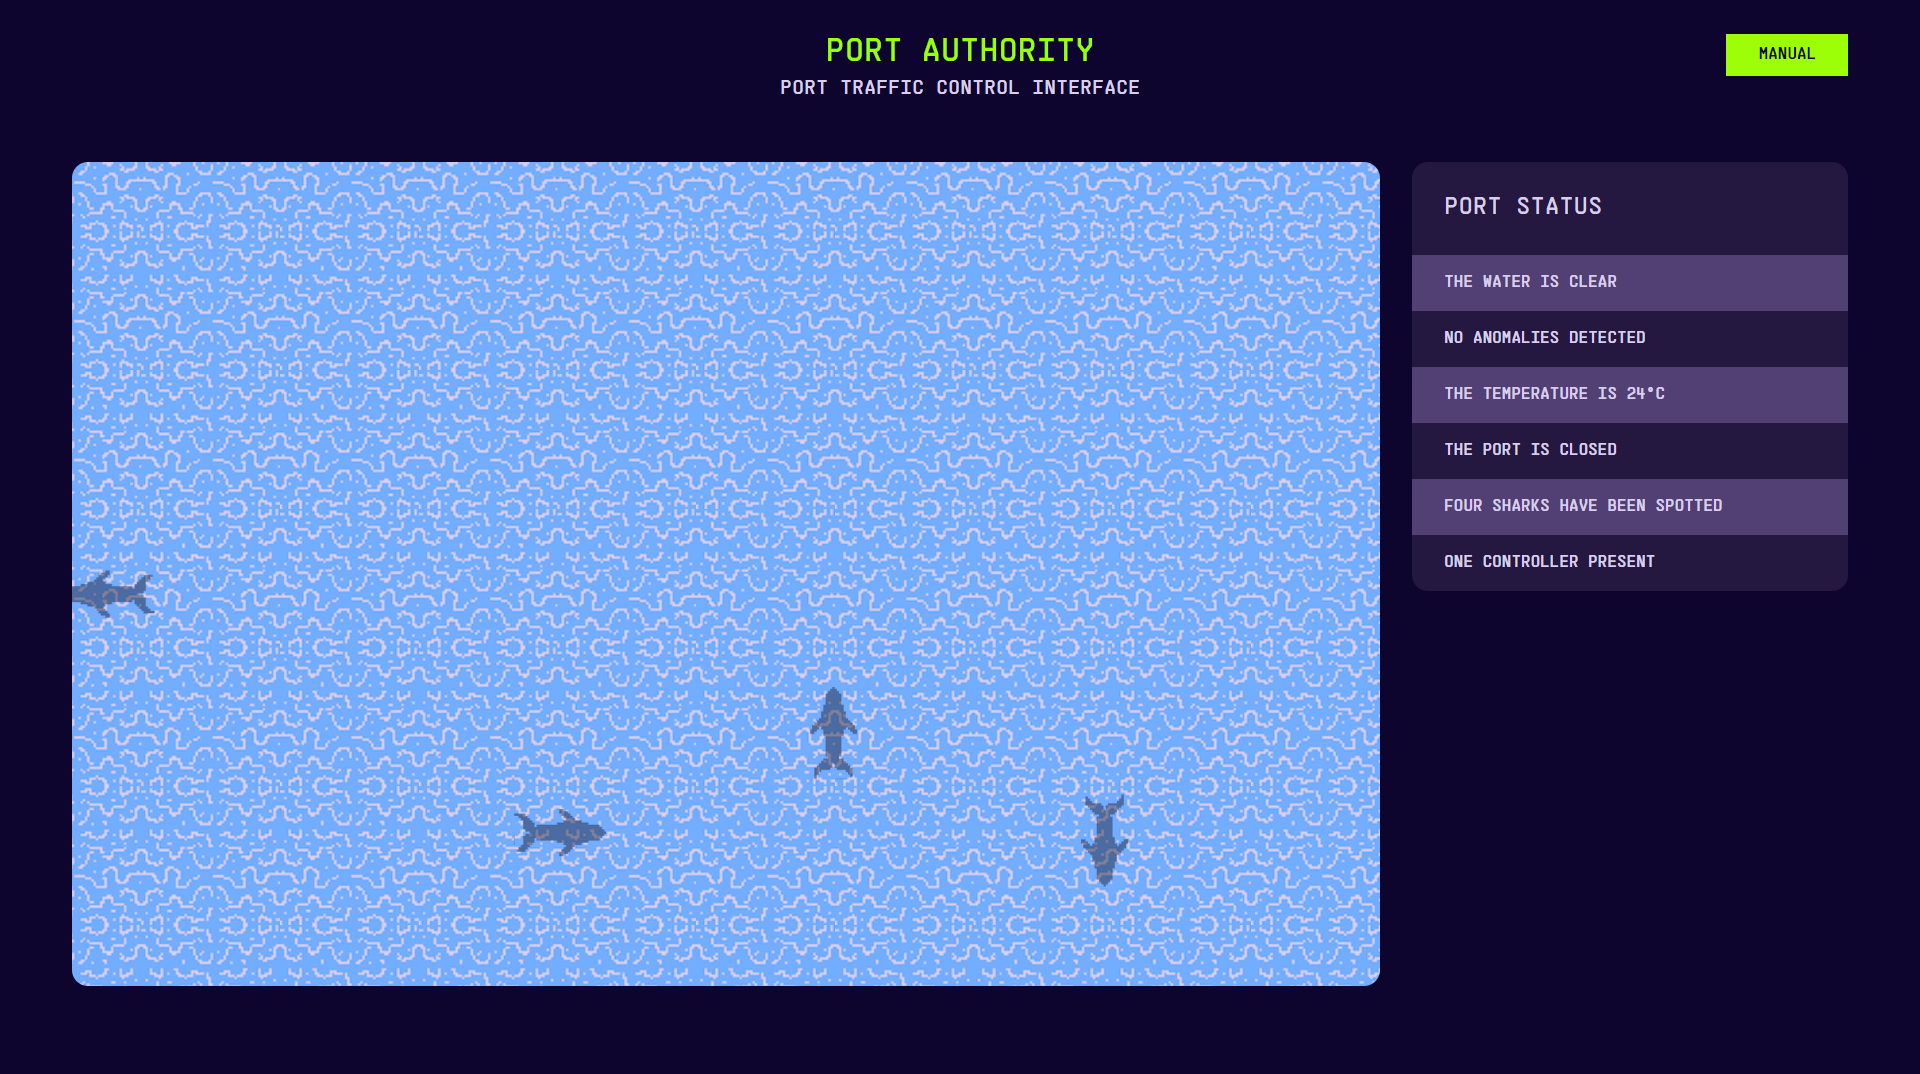 PORT AUTHORITY
PORT TRAFFIC CONTROL INTERFACE
MANUAL
PORT STATUS
THE WATER IS CLEAR
NO ANOMALIES DETECTED
THE TEMPERATURE IS 24°C
THE PORT IS CLOSED
FOUR SHARKS HAVE BEEN SPOTTED
ONE CONTROLLER PRESENT